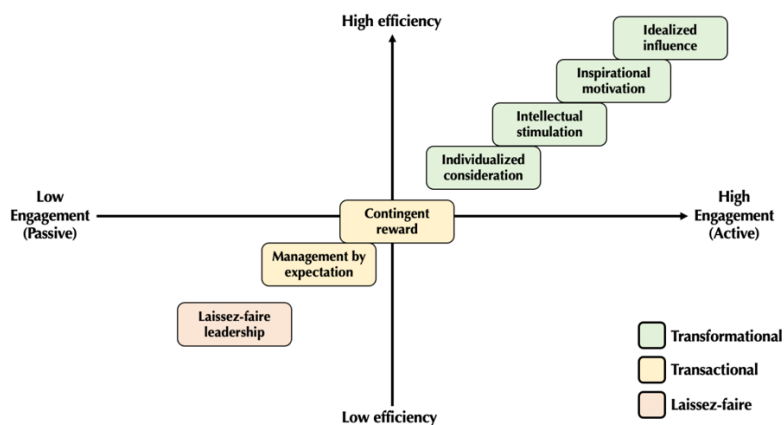 High efficiency
Idealized
influence
Inspirational
motivation
Intellectual
stimulation
Individualized
consideration
Low
Engagement
(Passive)
Contingent
reward
High
Engagement
(Active)
Management by
expectation
Laissez-faire
leadership
Transformational
Transactional
Laissez-faire
Low efficiency